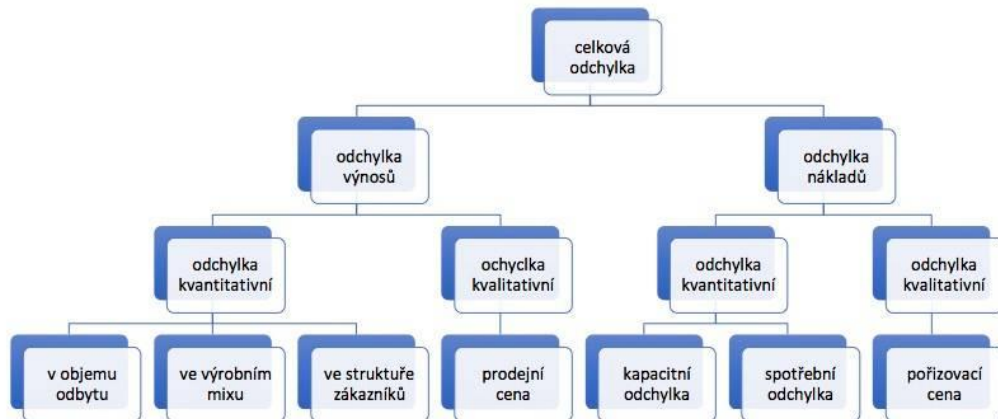 celková
odchylka
odchylka
výnosů
odchylka
nákladů
odchylka
kvantitativní
ochyclka
kvalitativní
odchylka
kvantitativní
odchylka
kvalitativní
v objemu
odbytu
ve výrobním
mixu
ve struktuře
zákazníků
prodejní
cena
kapacitní
odchylka
spotřební
odchylka
pořizovací
cena